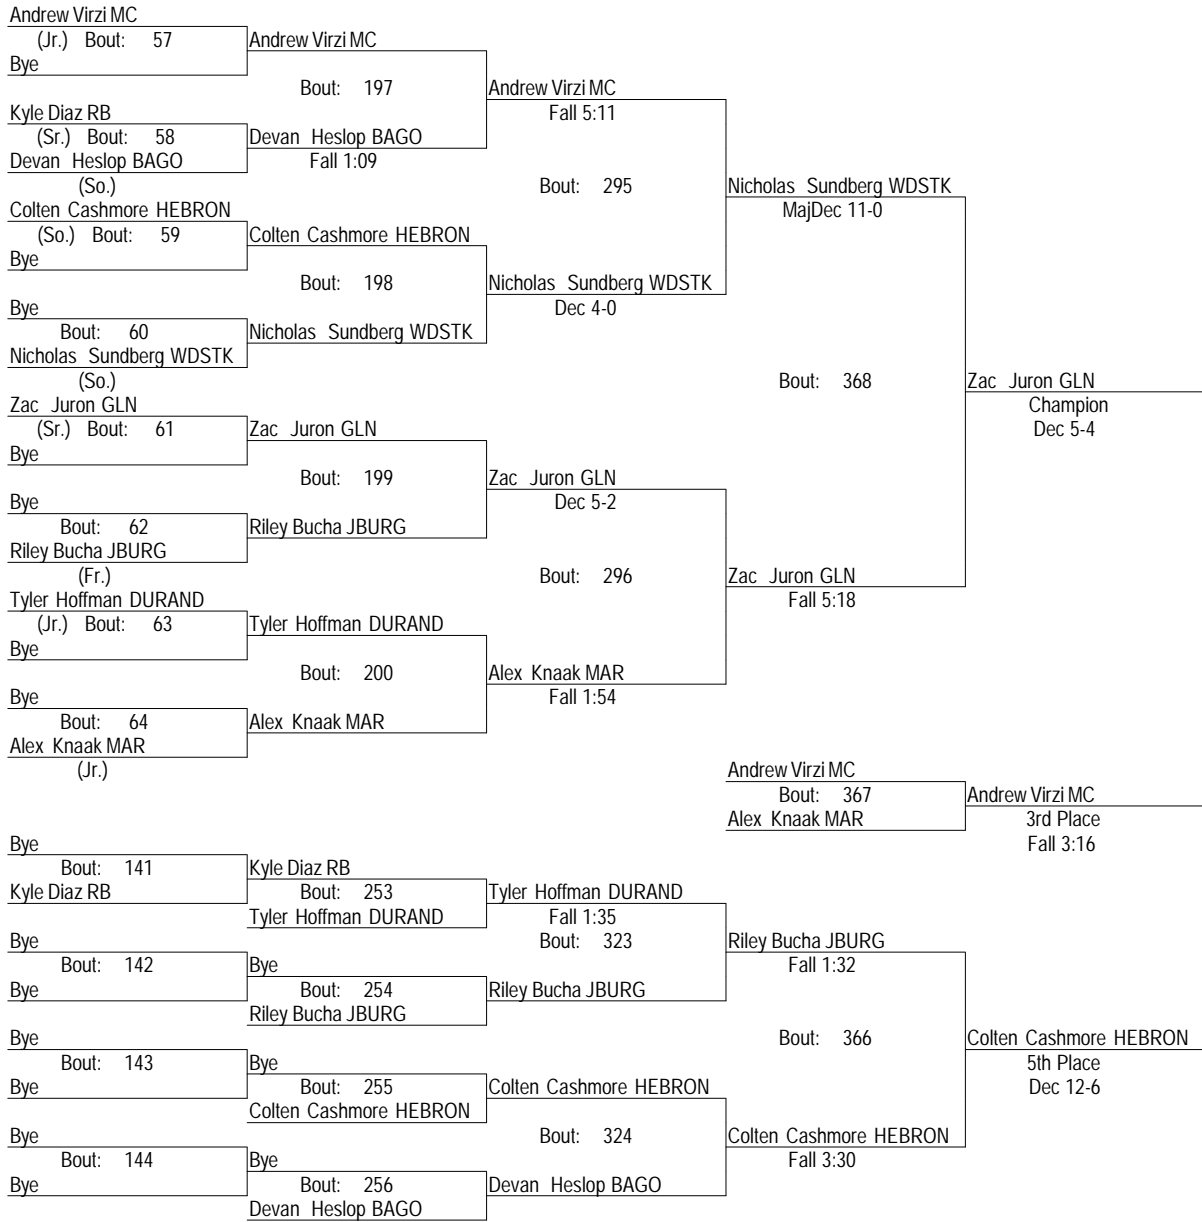 Andrew Virzi MC
(Jr.) Bout: 57
Andrew Virzi MC
Bye
Bout: 197
Andrew Virzi MC
Kyle Diaz RB
Fall 5:11
(Sr.) Bout: 58
Devan Heslop BAGO
Devan Heslop BAGO
Fall 1:09
(So.)
Bout: 295
Nicholas Sundberg WDSTK
Colten Cashmore HEBRON
MajDec 11-0
(So.) Bout: 59
Colten Cashmore HEBRON
Bye
Bout: 198
Nicholas Sundberg WDSTK
Bye
Dec 4-0
Bout: 60
Nicholas Sundberg WDSTK
Nicholas Sundberg WDSTK
(So.)
Bout: 368
Zac Juron GLN
Zac Juron GLN
Champion
(Sr.) Bout: 61
Zac Juron GLN
Dec 5-4
Bye
Bout: 199
Zac Juron GLN
Bye
Dec 5-2
Bout: 62
Riley Bucha JBURG
Riley Bucha JBURG
(Fr.)
Bout: 296
Zac Juron GLN
Tyler Hoffman DURAND
Fall 5:18
(Jr.) Bout: 63
Tyler Hoffman DURAND
Bye
Bout: 200
Alex Knaak MAR
Bye
Fall 1:54
Bout: 64
Alex Knaak MAR
Alex Knaak MAR
(Jr.)
Andrew Virzi MC
Bout: 367
Andrew Virzi MC
Alex Knaak MAR
3rd Place
Bye
Fall 3:16
Bout: 141
Kyle Diaz RB
Kyle Diaz RB
Bout: 253
Tyler Hoffman DURAND
Tyler Hoffman DURAND
Fall 1:35
Bye
Bout: 323
Riley Bucha JBURG
Bout: 142
Bye
Fall 1:32
Bye
Bout: 254
Riley Bucha JBURG
Riley Bucha JBURG
Bye
Bout: 366
Colten Cashmore HEBRON
Bout: 143
Bye
5th Place
Bye
Bout: 255
Colten Cashmore HEBRON
Dec 12-6
Colten Cashmore HEBRON
Bye
Bout: 324
Colten Cashmore HEBRON
Bout: 144
Bye
Fall 3:30
Bye
Bout: 256
Devan Heslop BAGO
Devan Heslop BAGO